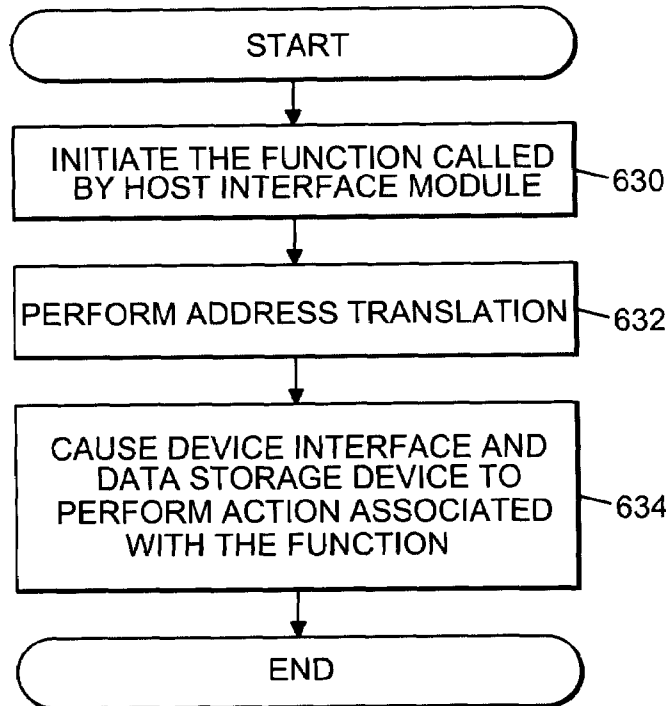 START
INITIATE THE FUNCTION CALLED
BY HOST INTERFACE MODULE
630
PERFORM ADDRESS TRANSLATION
632
CAUSE DEVICE INTERFACE AND
DATA STORAGE DEVICE TO
PERFORM ACTION ASSOCIATED
WITH THE FUNCTION
634
END